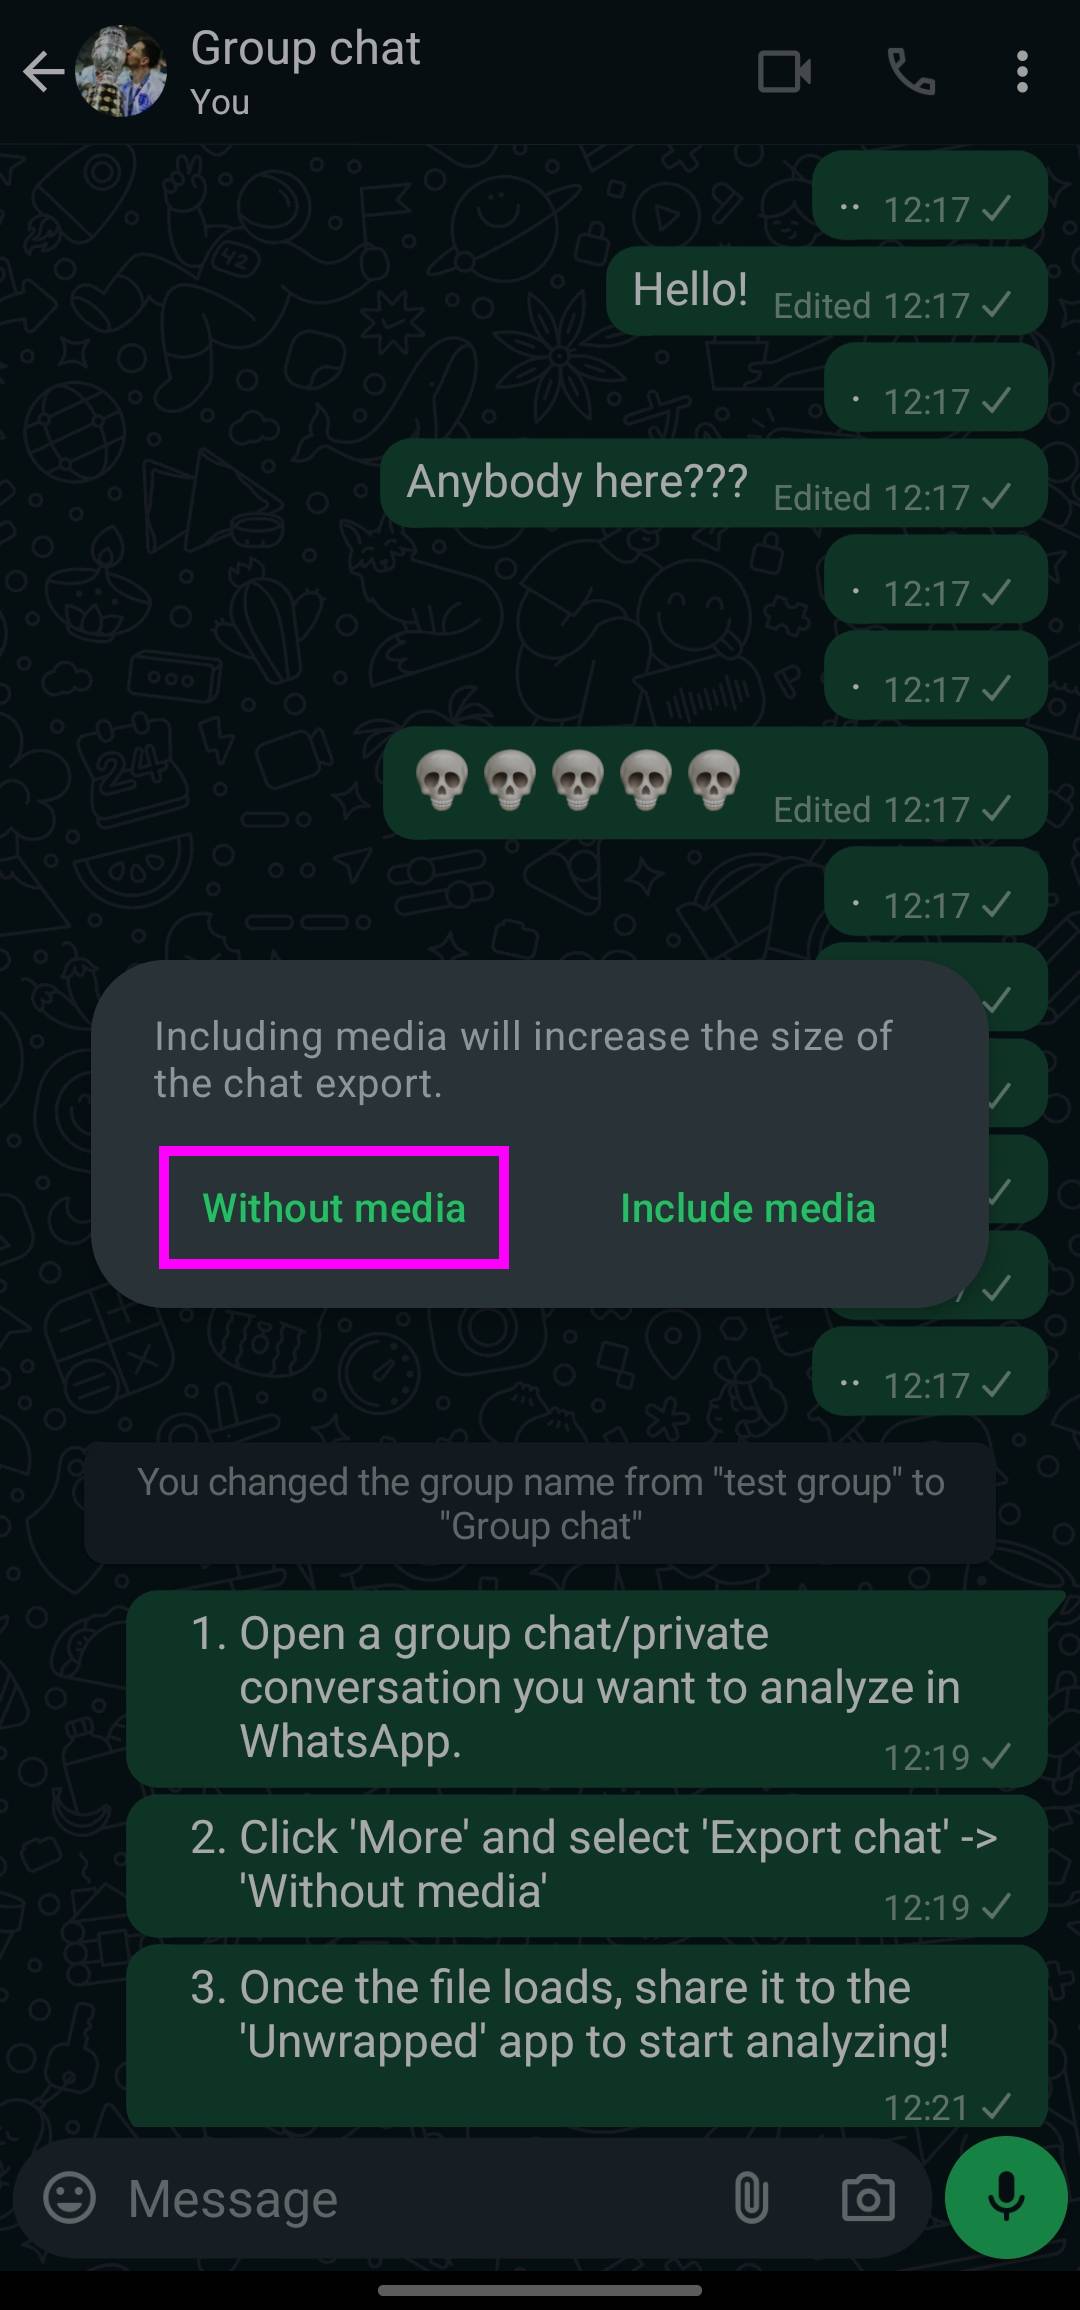 Group chat
You
.. 12:17
Hello! Edited 12:17
. 12:17
Anybody here??? Edited 12:17
. 12:17
. 12:17
💀💀💀💀💀 Edited 12:17
. 12:17
Including media will increase the size of
the chat export.
Without media Include media
.. 12:17
You changed the group name from "test group" to
"Group chat"
1. Open a group chat/private
conversation you want to analyze in
WhatsApp.
12:19
2. Click 'More' and select 'Export chat' ->
'Without media'
12:19
3. Once the file loads, share it to the
'Unwrapped' app to start analyzing!
12:21
Message